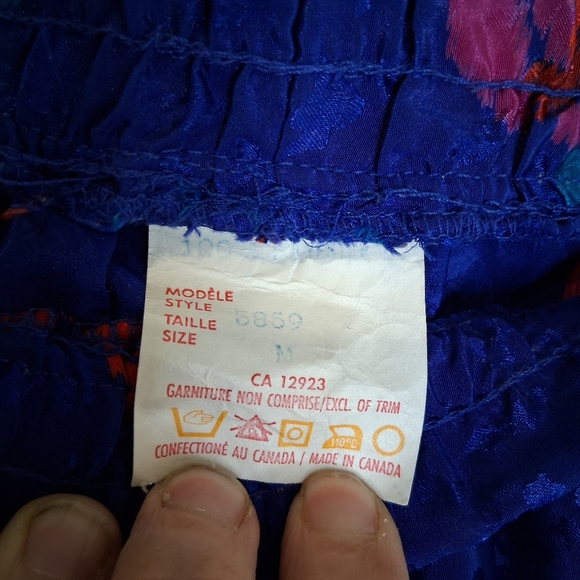 MODÈLE
STYLE 5859
TAILLE
SIZE M
CA 12923
GARNITURE NON COMPRISE/EXCL. OF TRIM
110°C
CONFECTIONÉ AU CANADA / MADE IN CANADA